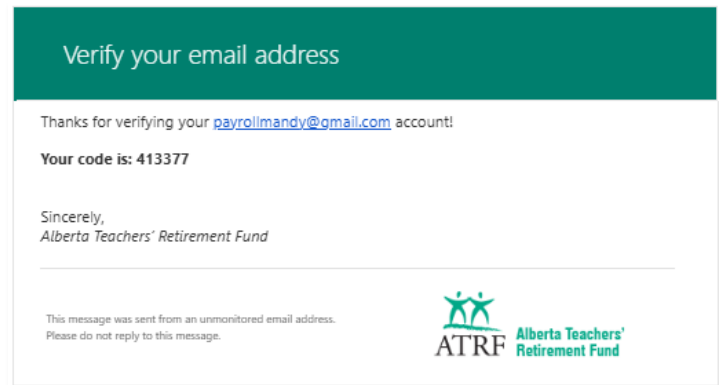 Verify your email address
Thanks for verifying your payrollmandy@gmail.com account!
Your code is: 413377
Sincerely,
Alberta Teachers' Retirement Fund
This message was sent from an unmonitored email address.
Please do not reply to this message.
ATRF
Alberta Teachers'
Retirement Fund